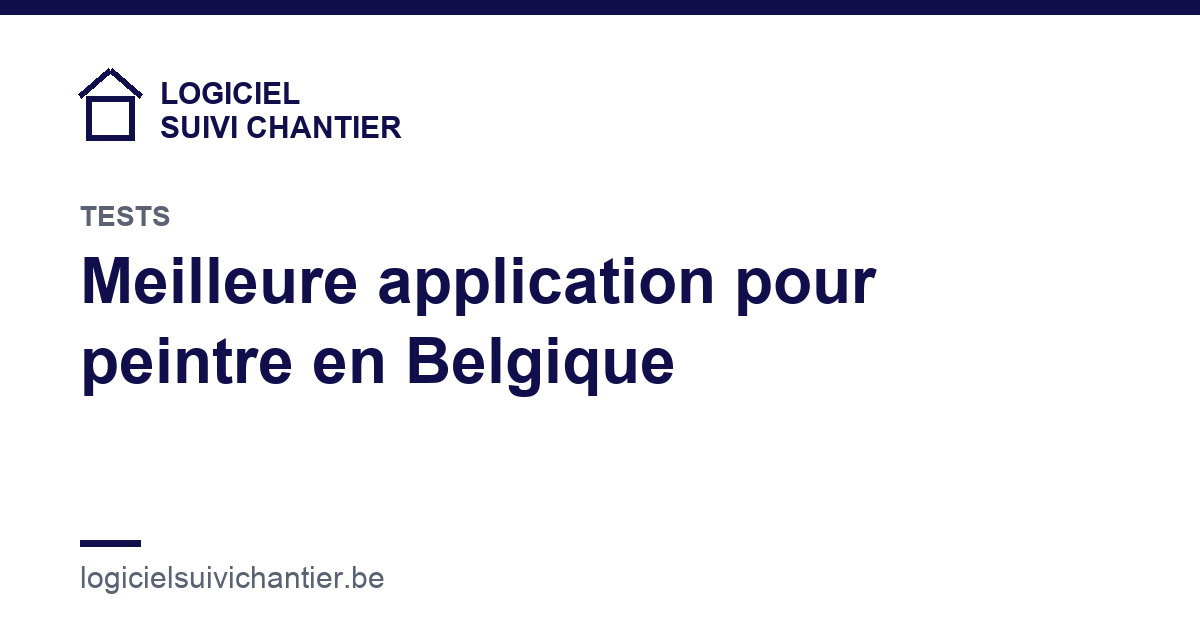 LOGICIEL
SUIVI CHANTIER
TESTS
Meilleure application pour
peintre en Belgique
logicielsuivichantier.be